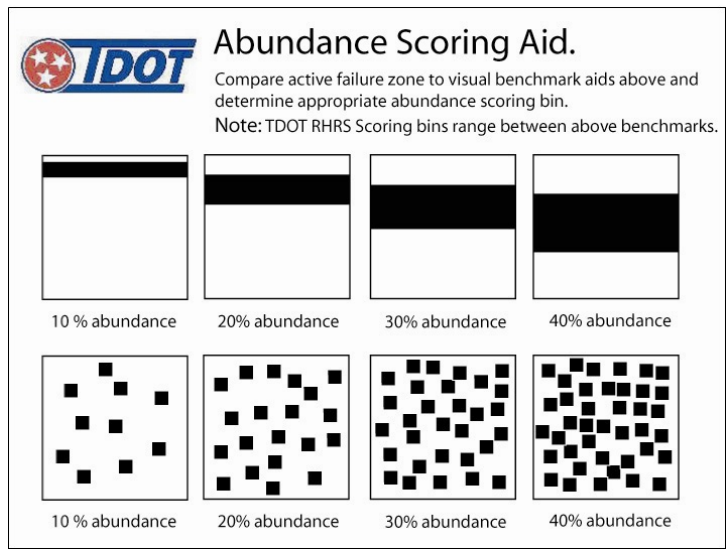 TDOT
Abundance Scoring Aid.
Compare active failure zone to visual benchmark aids above and
determine appropriate abundance scoring bin.
Note: TDOT RHRS Scoring bins range between above benchmarks.
10 % abundance
20% abundance
30% abundance
40% abundance
10 % abundance
20% abundance
30% abundance
40% abundance